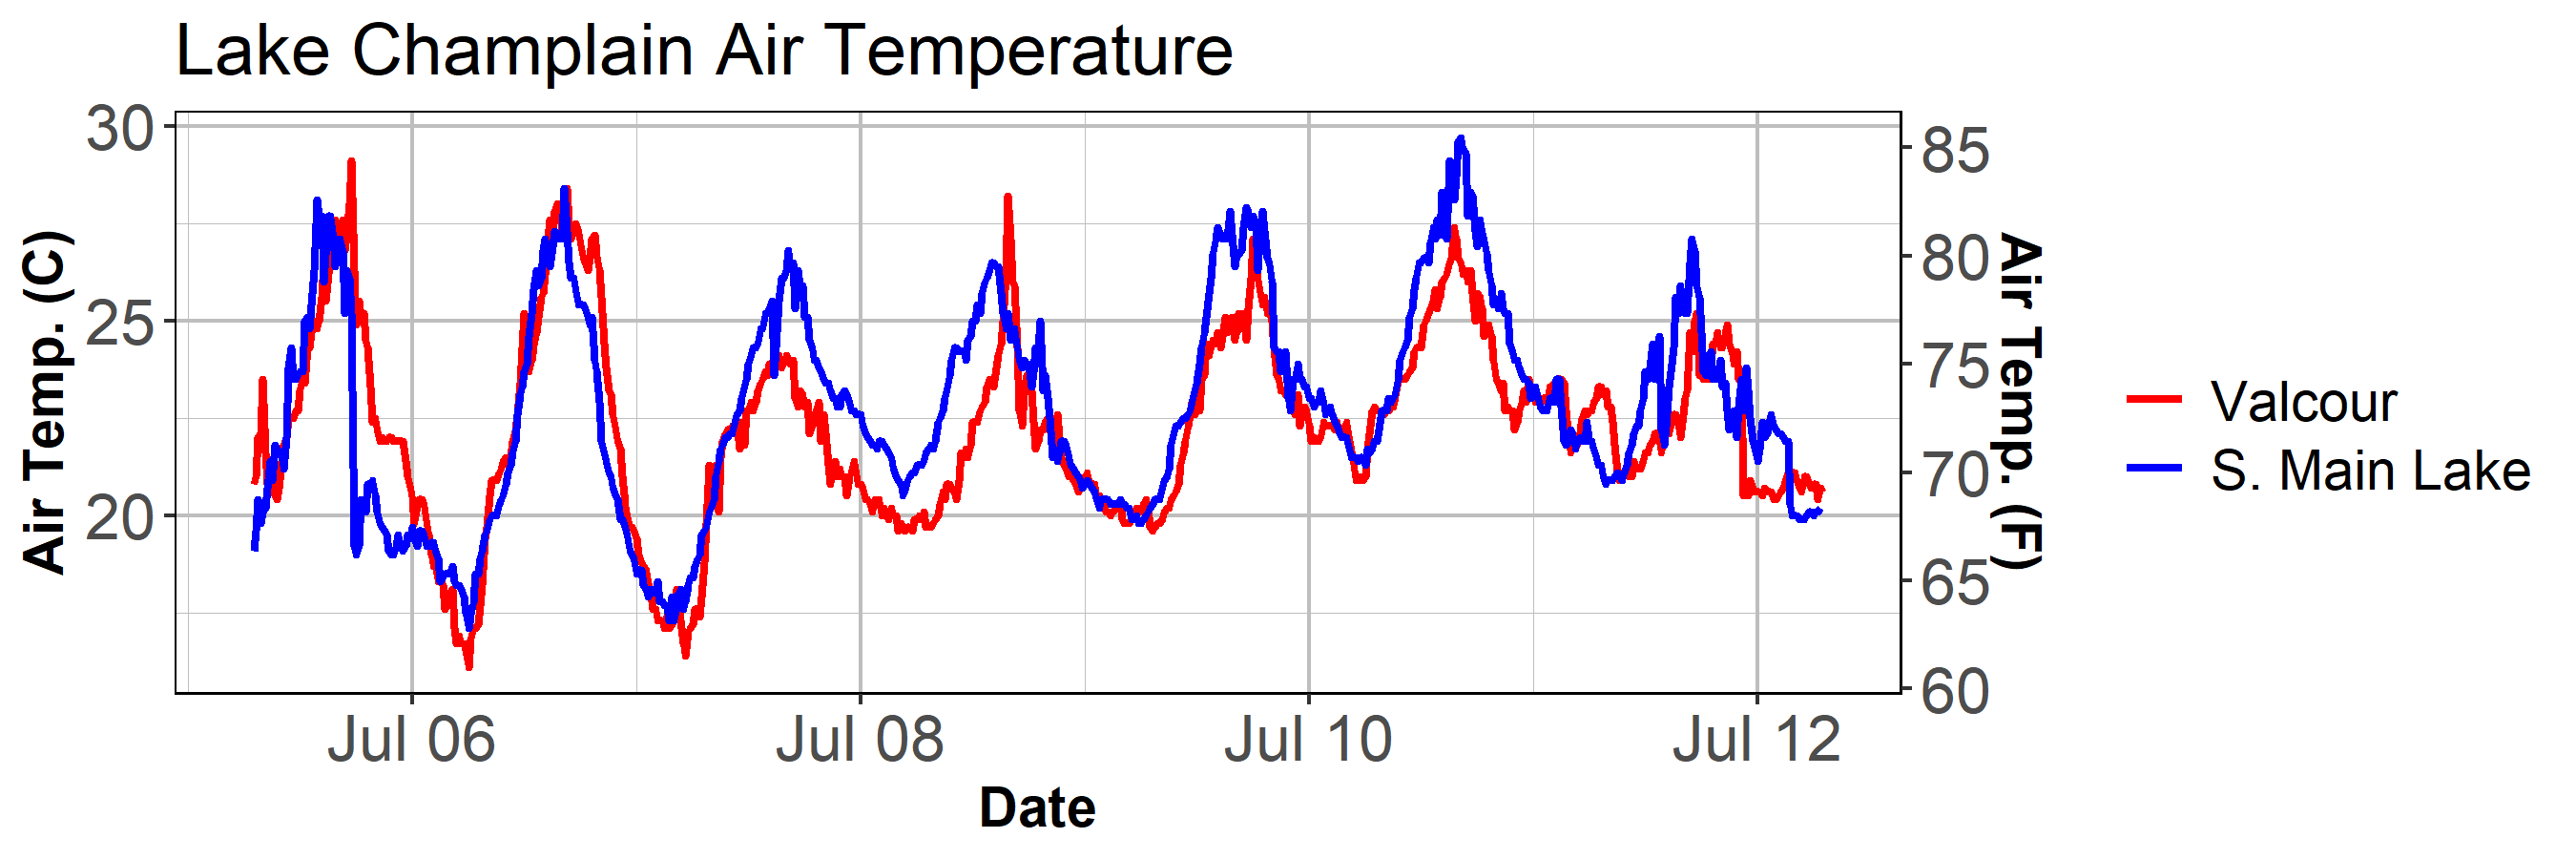 Lake Champlain Air Temperature
Air Temp. (C)
30
25
20
85
80
75
70
65
60
Air Temp. (F)
Jul 06
Jul 08
Jul 10
Jul 12
Date
Valcour
S. Main Lake